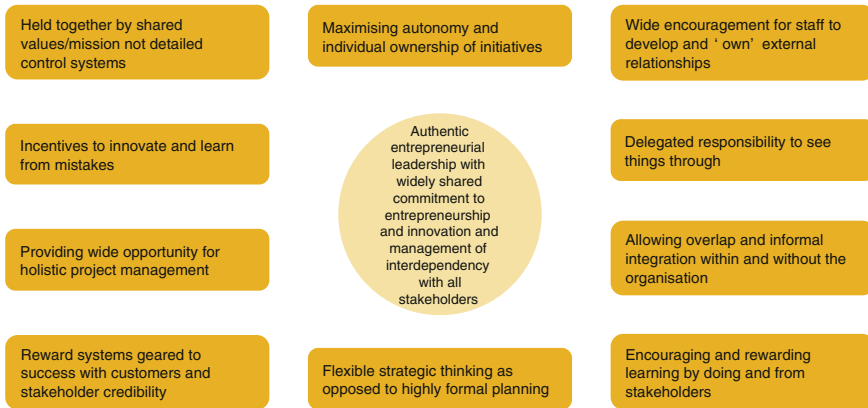 Held together by shared
values/mission not detailed
control systems
Maximising autonomy and
individual ownership of initiatives
Wide encouragement for staff to
develop and ‘ own’ external
relationships
Incentives to innovate and learn
from mistakes
Authentic
entrepreneurial
leadership with
widely shared
commitment to
entrepreneurship
and innovation and
management of
interdependency
with all
stakeholders
Delegated responsibility to see
things through
Providing wide opportunity for
holistic project management
Allowing overlap and informal
integration within and without the
organisation
Reward systems geared to
success with customers and
stakeholder credibility
Flexible strategic thinking as
opposed to highly formal planning
Encouraging and rewarding
learning by doing and from
stakeholders